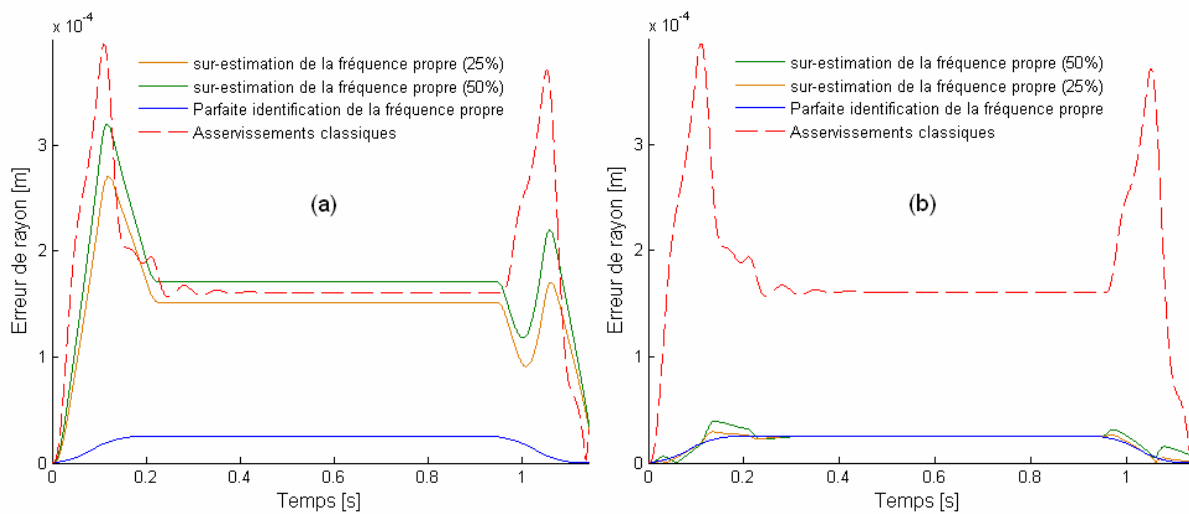 x 10-4
sur-estimation de la fréquence propre (25%)
sur-estimation de la fréquence propre (50%)
Parfaite identification de la fréquence propre
Asservissements classiques
(a)
Erreur de rayon [m]
3
2
1
0
0 0.2 0.4 0.6 0.8 1
Temps [s]
x 10-4
sur-estimation de la fréquence propre (50%)
sur-estimation de la fréquence propre (25%)
Parfaite identification de la fréquence propre
Asservissements classiques
(b)
Erreur de rayon [m]
3
2
1
0
0 0.2 0.4 0.6 0.8 1
Temps [s]